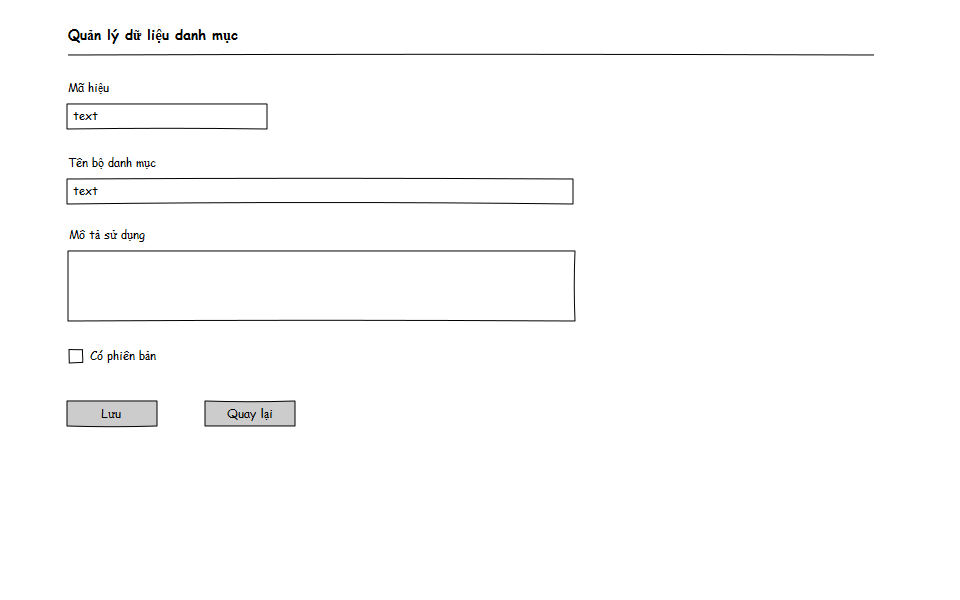 Quản lý dữ liệu danh mục
Mã hiệu
text
Tên bộ danh mục
text
Mô tả sử dụng
Có phiên bản
Lưu
Quay lại